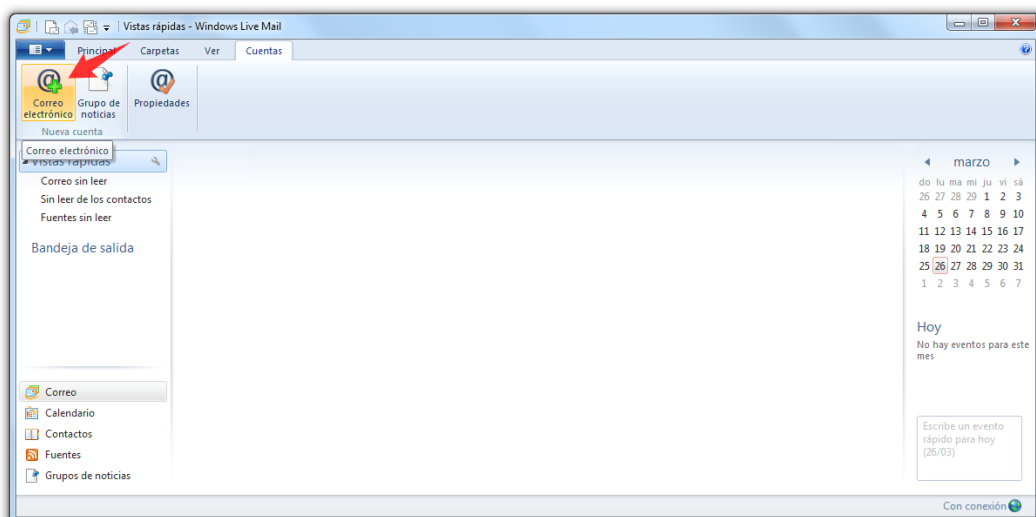 Vistas rápidas - Windows Live Mail
Principal Carpetas Ver Cuentas
Correo electrónico
Grupo de noticias
Propiedades
Nueva cuenta
Correo electrónico
Vistas rápidas
Correo sin leer
Sin leer de los contactos
Fuentes sin leer
Bandeja de salida
Correo
Calendario
Contactos
Fuentes
Grupos de noticias
marzo
do lu ma mi ju vi sá
26 27 28 29 1 2 3
4 5 6 7 8 9 10
11 12 13 14 15 16 17
18 19 20 21 22 23 24
25 26 27 28 29 30 31
1 2 3 4 5 6 7
Hoy
No hay eventos para este
mes
Escribe un evento
rápido para hoy
(26/03)
Con conexión